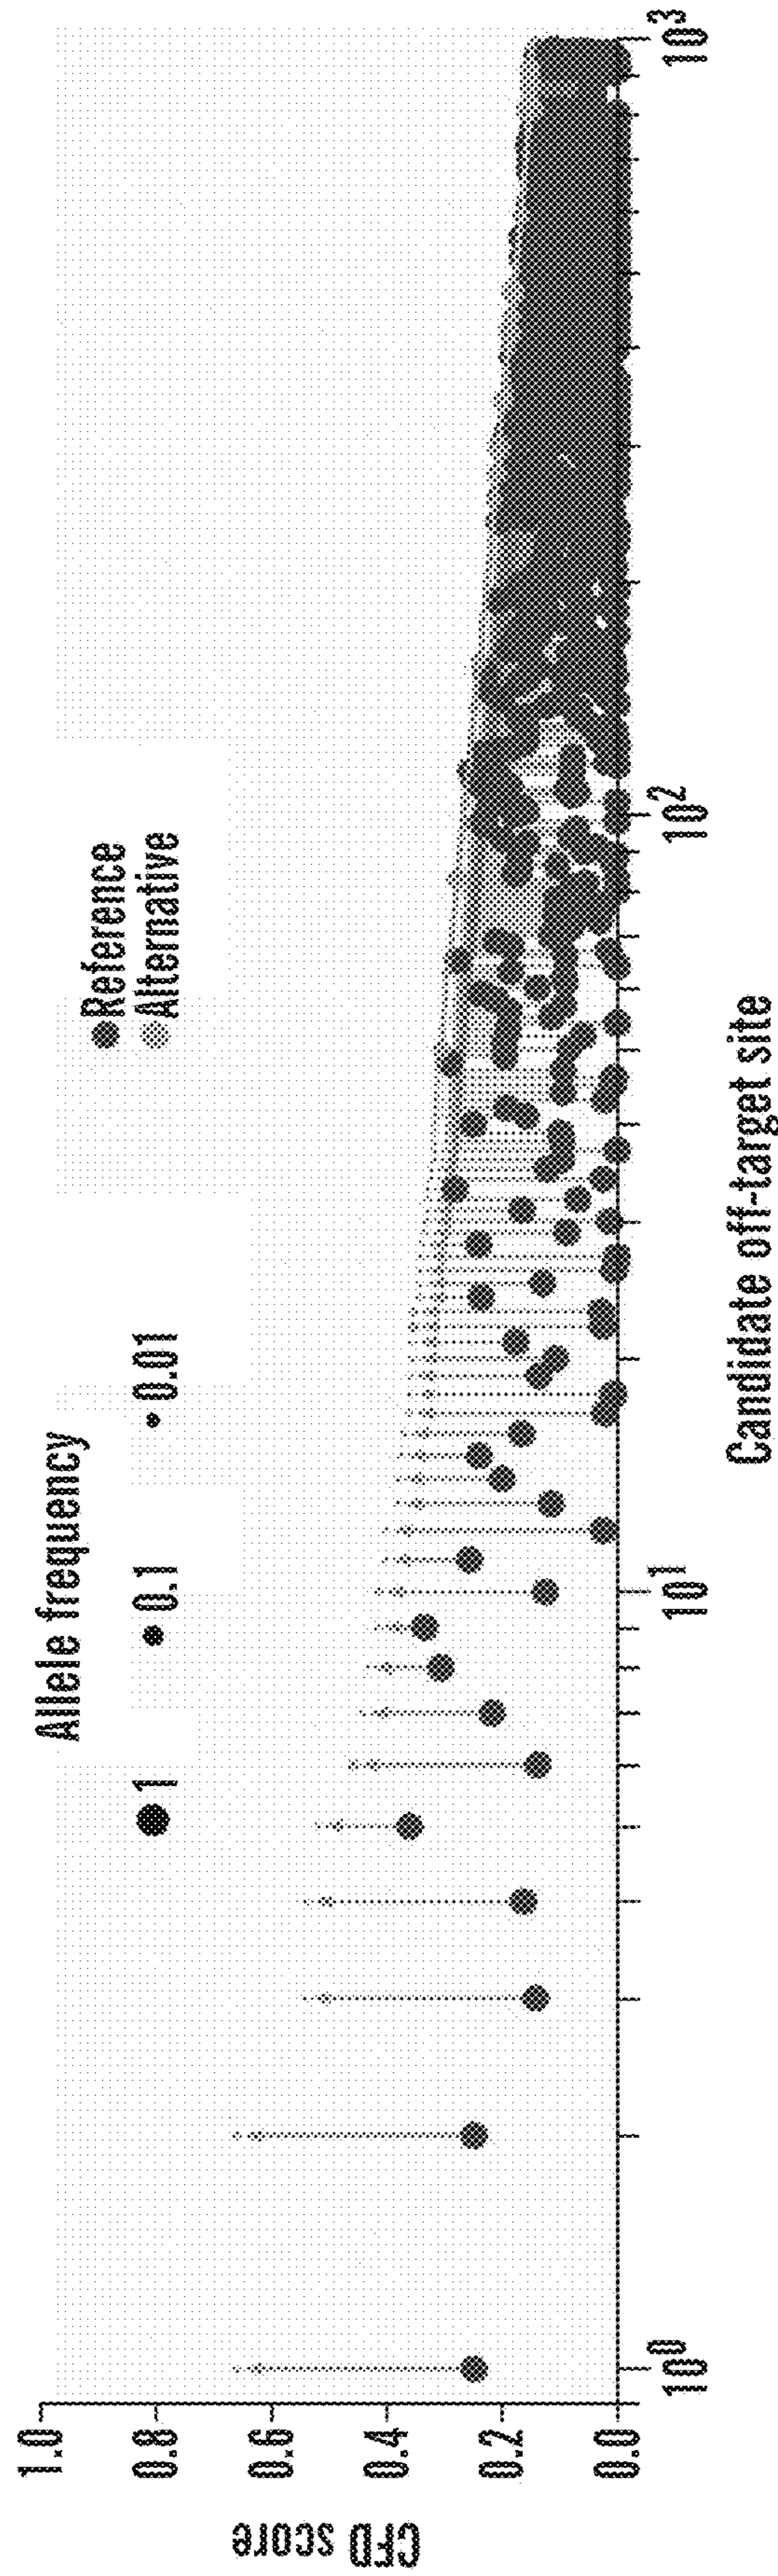 Allele frequency
1
0.1
0.01
Reference
Alternative
CFD score
1.0
0.8
0.6
0.4
0.2
0.0
10⁰
10¹
10²
10³
Candidate off-target site